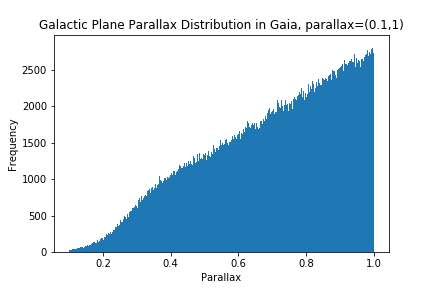 Galactic Plane Parallax Distribution in Gaia, parallax=(0.1,1)
2500
2000
1500
1000
500
0
Frequency
0.2 0.4 0.6 0.8 1.0
Parallax